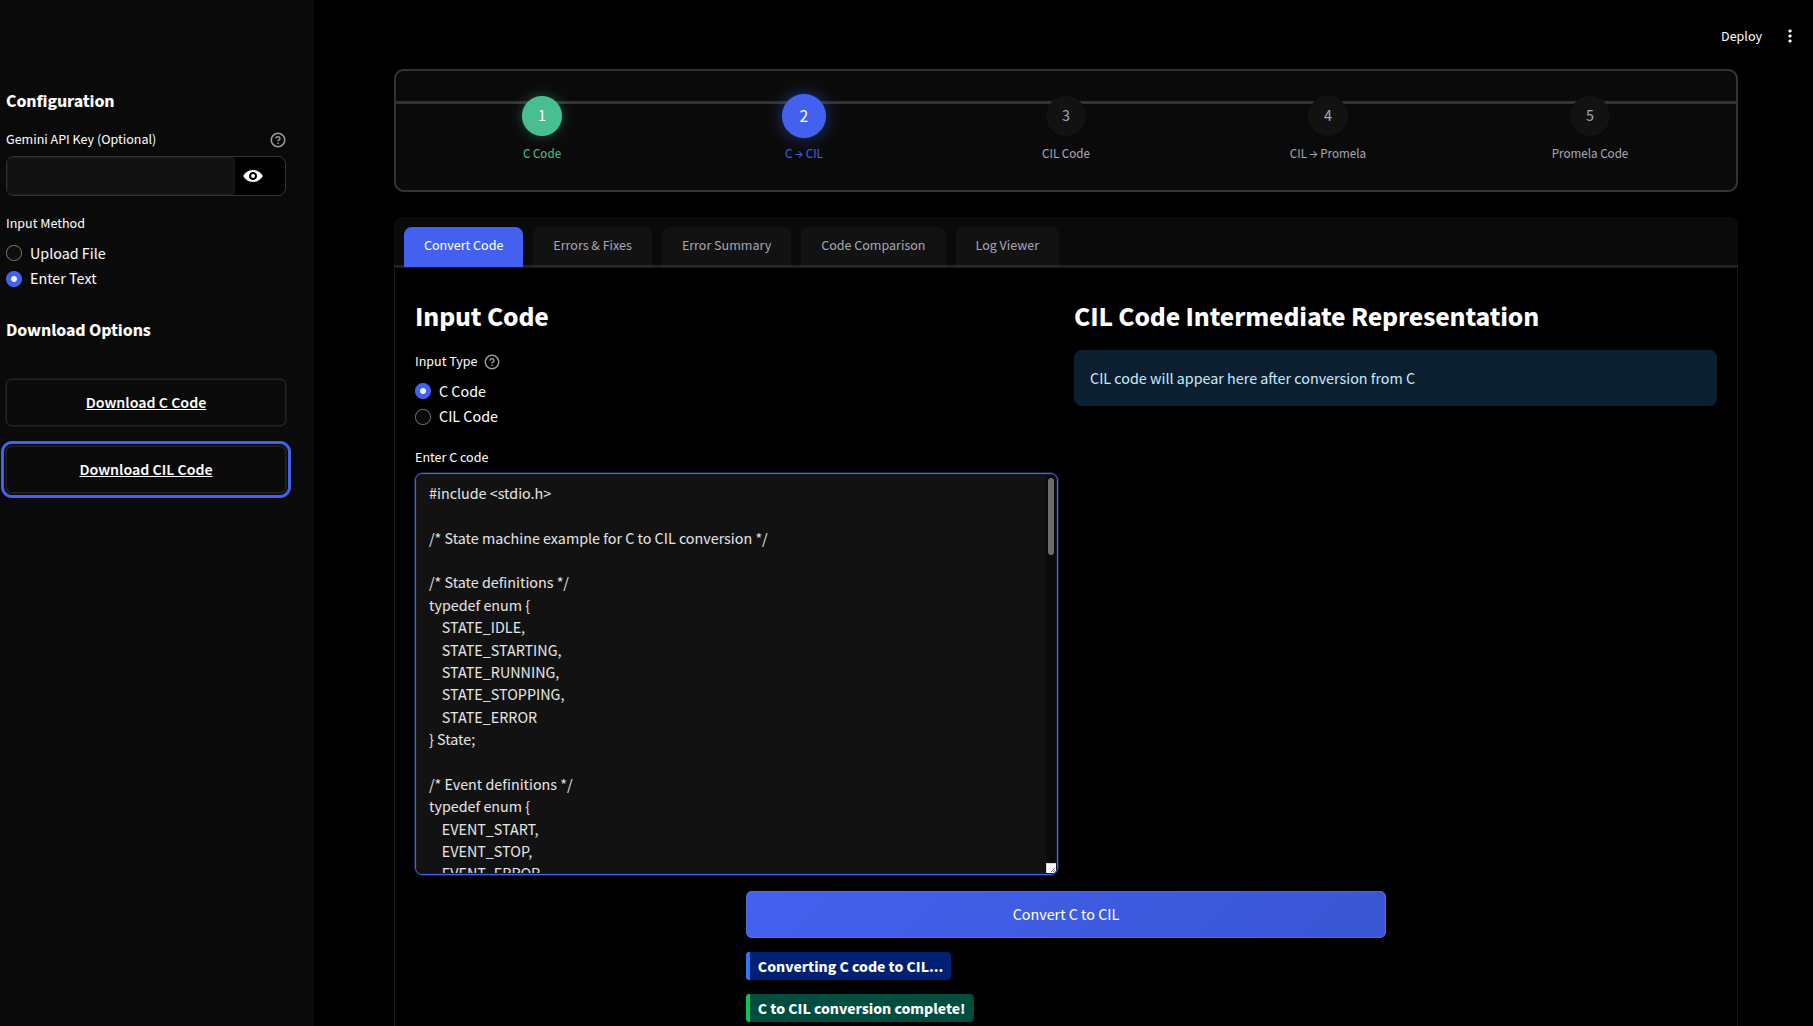 Deploy
Configuration
Gemini API Key (Optional)
Input Method
Upload File
Enter Text
Download Options
Download C Code
Download CIL Code
1
2
3
4
5
C Code
C → CIL
CIL Code
CIL → Promela
Promela Code
Convert Code
Errors & Fixes
Error Summary
Code Comparison
Log Viewer
Input Code
Input Type
C Code
CIL Code
Enter C code
#include <stdio.h>
/* State machine example for C to CIL conversion */
/* State definitions */
typedef enum {
STATE_IDLE,
STATE_STARTING,
STATE_RUNNING,
STATE_STOPPING,
STATE_ERROR
} State;
/* Event definitions */
typedef enum {
EVENT_START,
EVENT_STOP,
EVENT_ERROR
CIL Code Intermediate Representation
CIL code will appear here after conversion from C
Convert C to CIL
Converting C code to CIL...
C to CIL conversion complete!